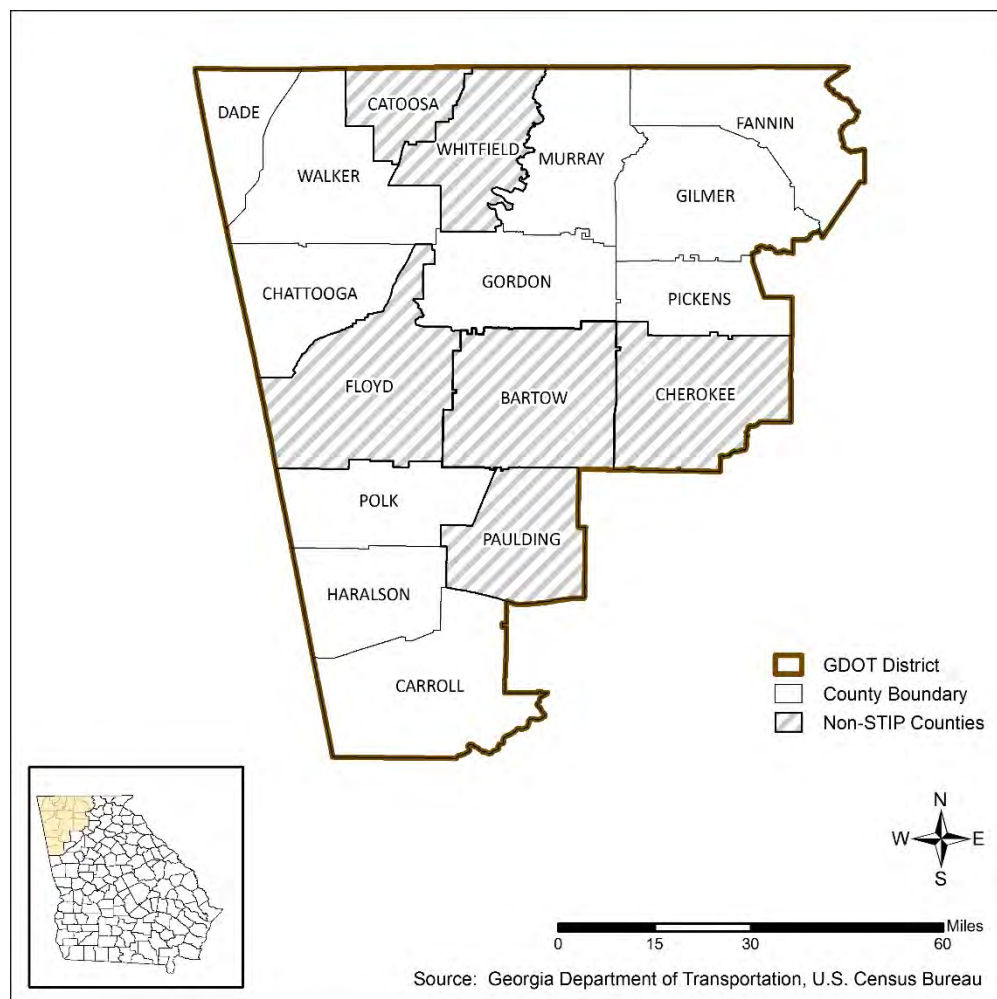 DADE
CATOOSA
FANNIN
WHITFIELD
MURRAY
WALKER
GILMER
GORDON
CHATTOOGA
PICKENS
FLOYD
BARTOW
CHEROKEE
POLK
PAULDING
HARALSON
CARROLL
GDOT District
County Boundary
Non-STIP Counties
N
W E
S
Miles
0 15 30 60
Source: Georgia Department of Transportation, U.S. Census Bureau